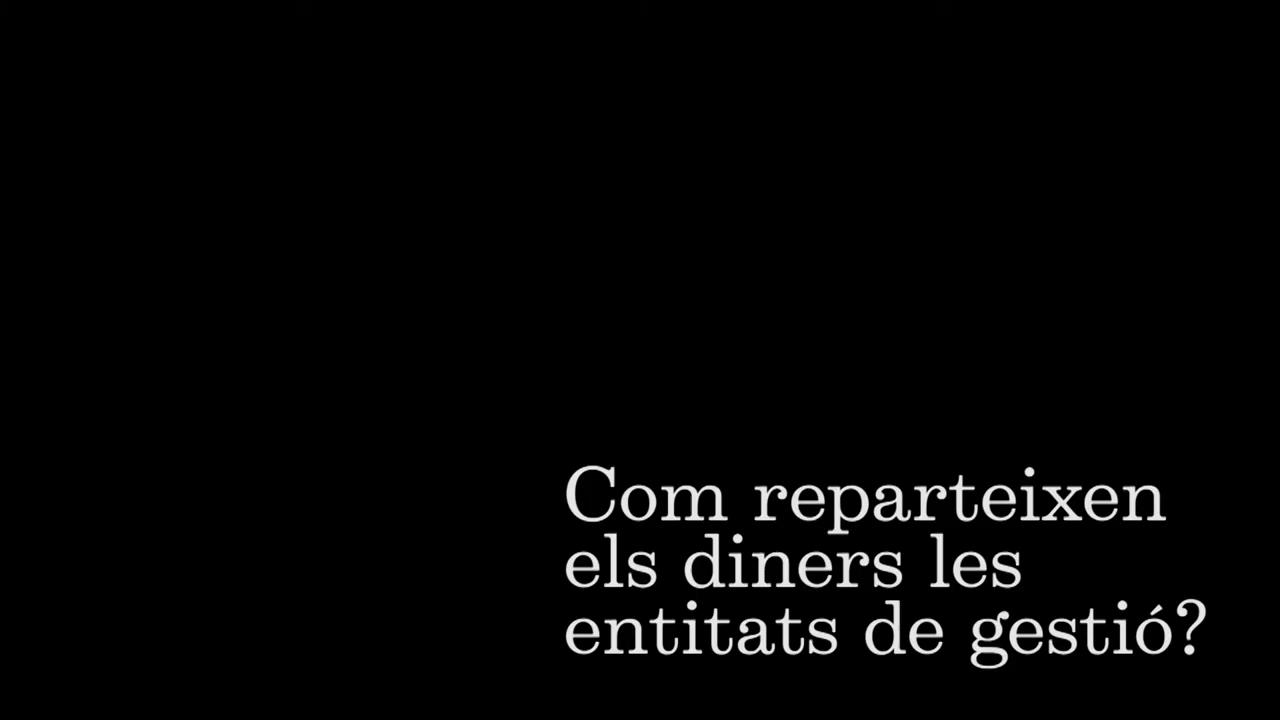 Com reparteixen
els diners les
entitats de gestió?